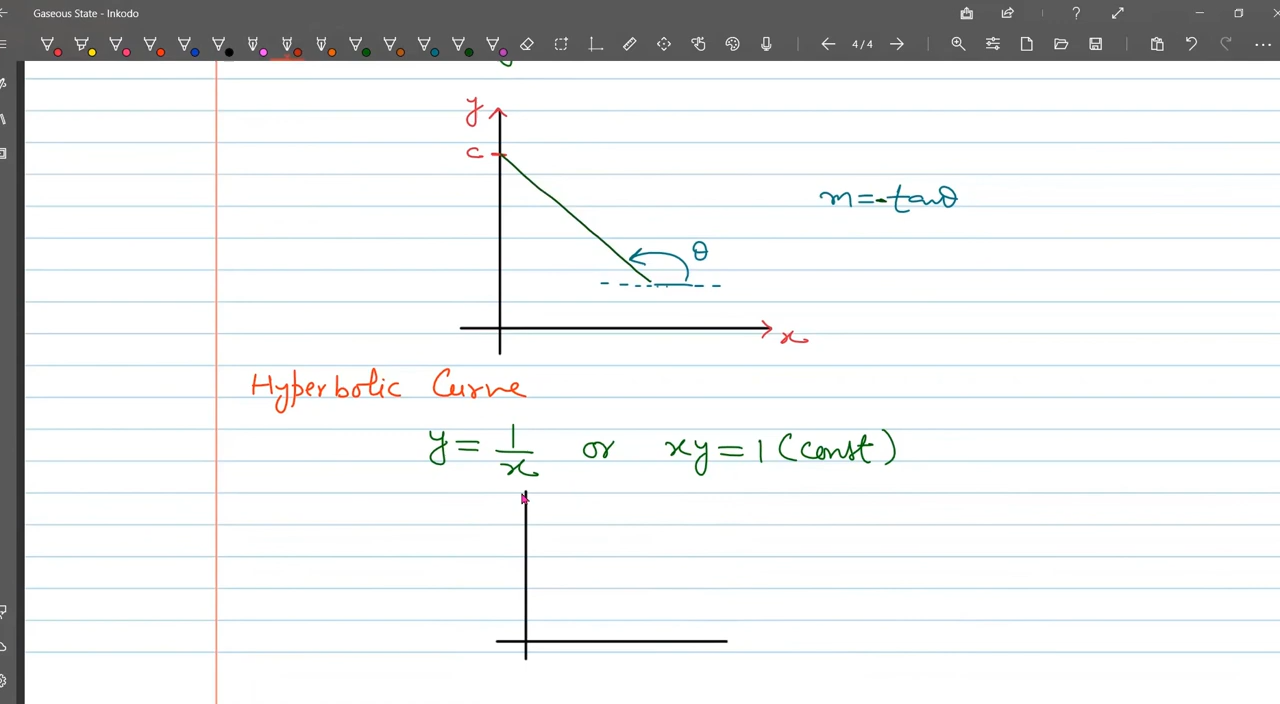 Gaseous State - Inkodo
4/4
y
c
m = -tanθ
θ
x
Hyperbolic Curve
y = 1/x or xy = 1 (const)